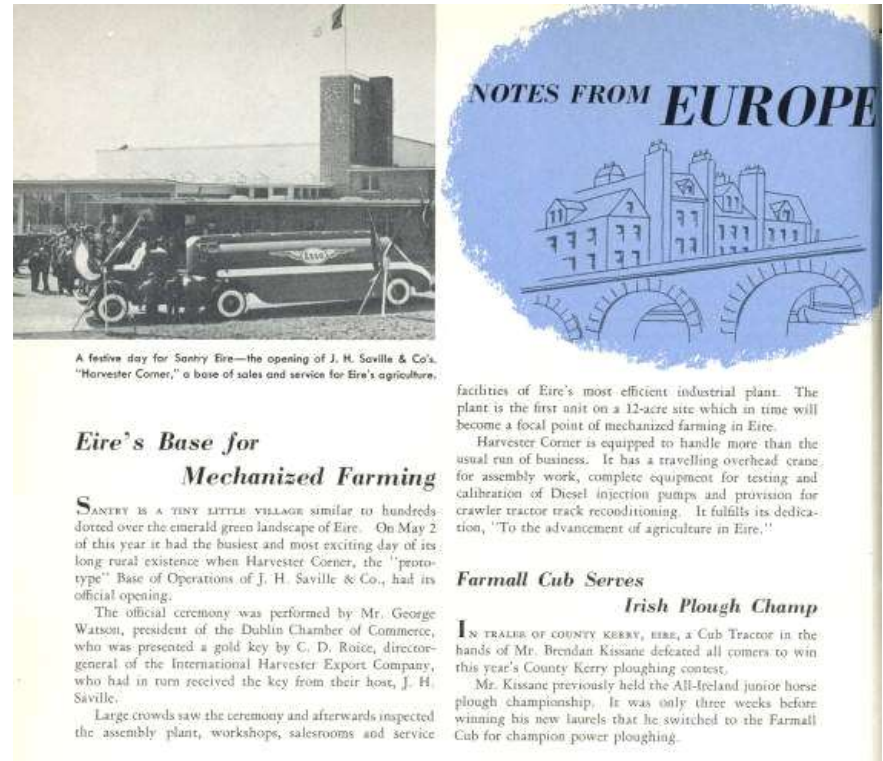 NOTES FROM EUROPE
ESSO
A festive day for Santry Eire—the opening of J. H. Saville & Co's.
"Harvester Corner," a base of sales and service for Eire's agriculture.
Eire's Base for
Mechanized Farming
SANTRY IS A TINY LITTLE VILLAGE similar to hundreds
dotted over the emerald green landscape of Eire. On May 2
of this year it had the busiest and most exciting day of its
long rural existence when Harvester Corner, the "proto-
type" Base of Operations of J. H. Saville & Co., had its
official opening.
The official ceremony was performed by Mr. George
Watson, president of the Dublin Chamber of Commerce,
who was presented a gold key by C. D. Roice, director-
general of the International Harvester Export Company,
who had in turn received the key from their host, J. H.
Saville.
Large crowds saw the ceremony and afterwards inspected
the assembly plant, workshops, salesrooms and service
facilities of Eire's most efficient industrial plant. The
plant is the first unit on a 12-acre site which in time will
become a focal point of mechanized farming in Eire.
Harvester Corner is equipped to handle more than the
usual run of business. It has a travelling overhead crane
for assembly work, complete equipment for testing and
calibration of Diesel injection pumps and provision for
crawler tractor track reconditioning. It fulfills its dedica-
tion, "To the advancement of agriculture in Eire."
Farmall Cub Serves
Irish Plough Champ
IN TRALEE OF COUNTY KERRY, EIRE, a Cub Tractor in the
hands of Mr. Brendan Kissane defeated all comers to win
this year's County Kerry ploughing contest.
Mr. Kissane previously held the All-Ireland junior horse
plough championship. It was only three weeks before
winning his new laurels that he switched to the Farmall
Cub for champion power ploughing.